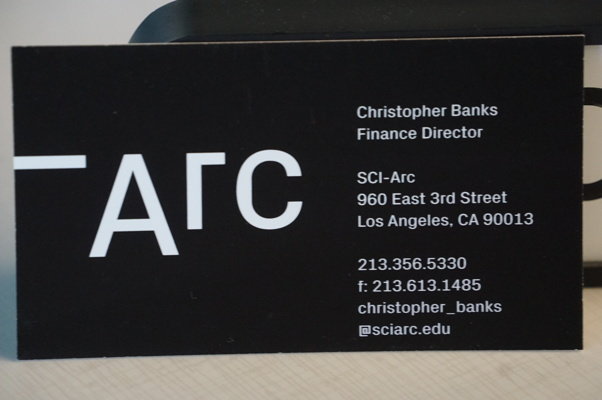 Arc
Christopher Banks
Finance Director
SCI-Arc
960 East 3rd Street
Los Angeles, CA 90013
213.356.5330
f: 213.613.1485
christopher_banks
@sciarc.edu